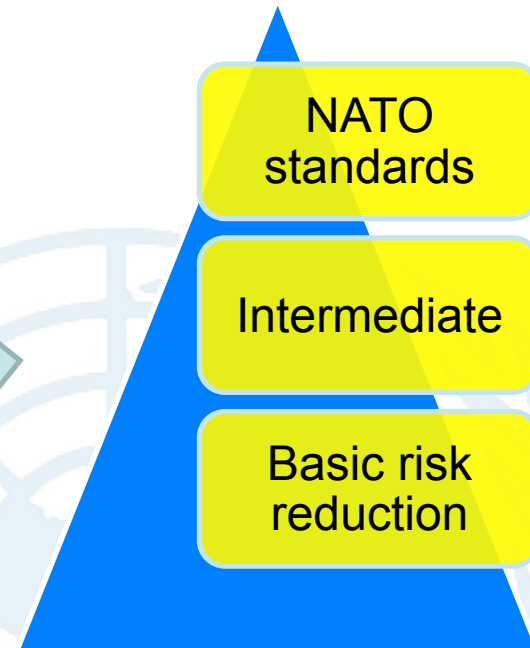 NATO
standards
Intermediate
Basic risk
reduction